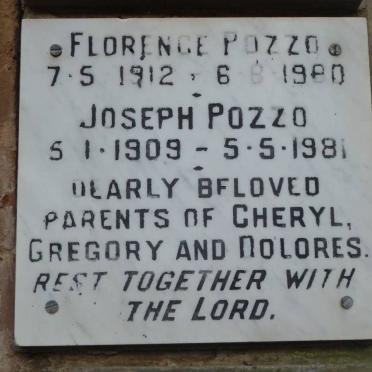 FLORENCE POZZO
7·5 1912 - 6 8 1980
JOSEPH POZZO
5 1·1909 - 5·5·1981
DEARLY BELOVED
PARENTS OF CHERYL,
GREGORY AND DOLORES.
REST TOGETHER WITH
THE LORD.